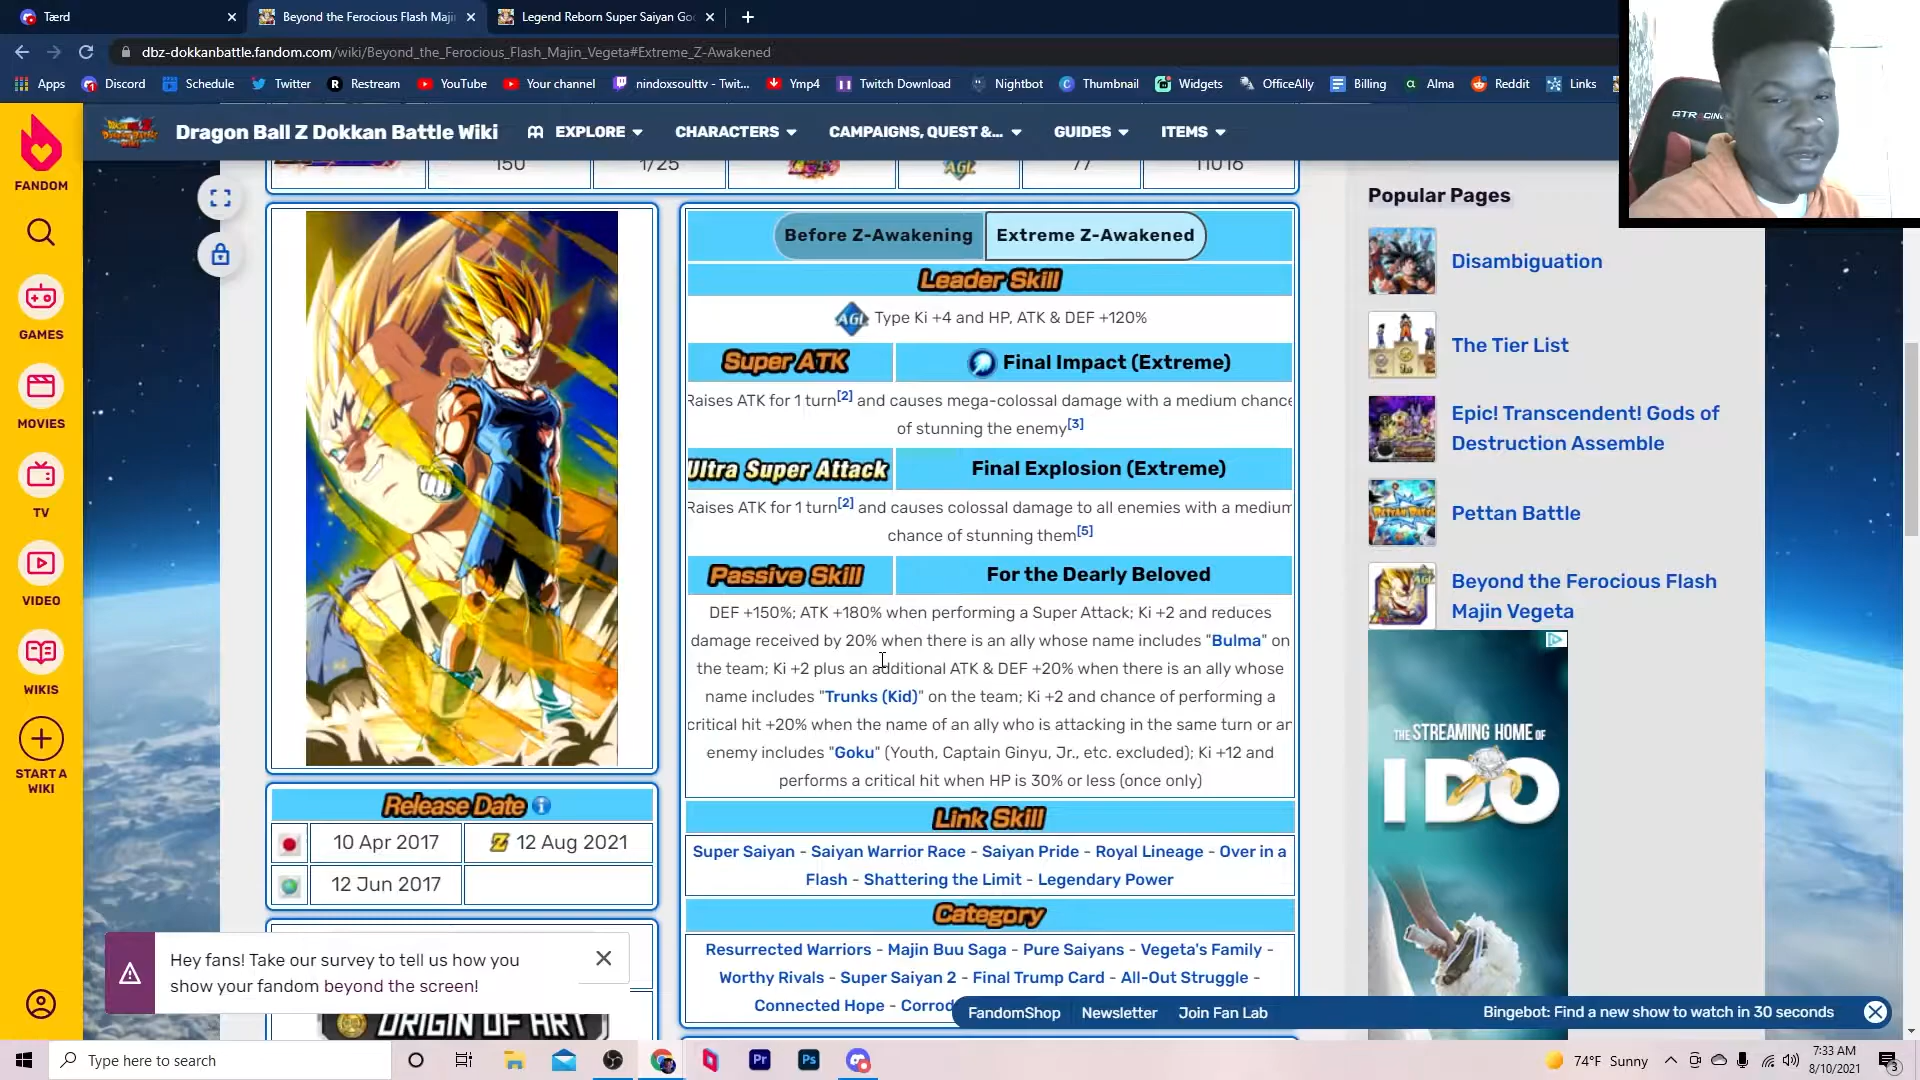 Tærd
Beyond the Ferocious Flash Maji
Legend Reborn Super Saiyan Go
dbz-dokkanbattle.fandom.com/wiki/Beyond_the_Ferocious_Flash_Majin_Vegeta#Extreme_Z-Awakened
Apps Discord Schedule Twitter Restream YouTube Your channel nindoxsoulttv - Twit... Ymp4 Twitch Download Nightbot Thumbnail Widgets OfficeAlly Billing Alma Reddit Links
Dragon Ball Z Dokkan Battle Wiki EXPLORE CHARACTERS CAMPAIGNS, QUEST &... GUIDES ITEMS
150 1/25 AGL 77 11016
FANDOM
GAMES
MOVIES
TV
VIDEO
WIKIS
START A
WIKI
Before Z-Awakening Extreme Z-Awakened
Leader Skill
AGL Type Ki +4 and HP, ATK & DEF +120%
Super ATK Final Impact (Extreme)
Raises ATK for 1 turn[2] and causes mega-colossal damage with a medium chance
of stunning the enemy[3]
Ultra Super Attack Final Explosion (Extreme)
Raises ATK for 1 turn[2] and causes colossal damage to all enemies with a medium
chance of stunning them[5]
Passive Skill For the Dearly Beloved
DEF +150%; ATK +180% when performing a Super Attack; Ki +2 and reduces
damage received by 20% when there is an ally whose name includes "Bulma" on
the team; Ki +2 plus an additional ATK & DEF +20% when there is an ally whose
name includes "Trunks (Kid)" on the team; Ki +2 and chance of performing a
critical hit +20% when the name of an ally who is attacking in the same turn or an
enemy includes "Goku" (Youth, Captain Ginyu, Jr., etc. excluded); Ki +12 and
performs a critical hit when HP is 30% or less (once only)
Link Skill
Super Saiyan - Saiyan Warrior Race - Saiyan Pride - Royal Lineage - Over in a
Flash - Shattering the Limit - Legendary Power
Category
Resurrected Warriors - Majin Buu Saga - Pure Saiyans - Vegeta's Family -
Worthy Rivals - Super Saiyan 2 - Final Trump Card - All-Out Struggle -
Connected Hope - Corrod
Release Date
10 Apr 2017 Z 12 Aug 2021
12 Jun 2017
Hey fans! Take our survey to tell us how you
show your fandom beyond the screen!
ORIGIN OF ART
Popular Pages
Disambiguation
The Tier List
Epic! Transcendent! Gods of
Destruction Assemble
Pettan Battle
Beyond the Ferocious Flash
Majin Vegeta
THE STREAMING HOME OF
I DO
FandomShop Newsletter Join Fan Lab
Bingebot: Find a new show to watch in 30 seconds
Type here to search
Pr
Ps
74°F Sunny
7:33 AM
8/10/2021
3